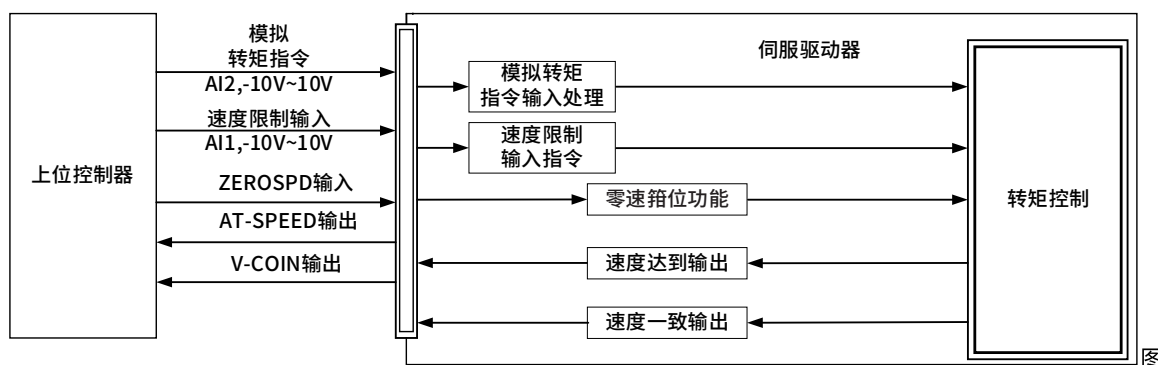 模拟
转矩指令
AI2,-10V~10V
速度限制输入
AI1,-10V~10V
上位控制器
ZEROSPD输入
AT-SPEED输出
V-COIN输出
伺服驱动器
模拟转矩
指令输入处理
速度限制
输入指令
零速箝位功能
速度达到输出
速度一致输出
转矩控制
图